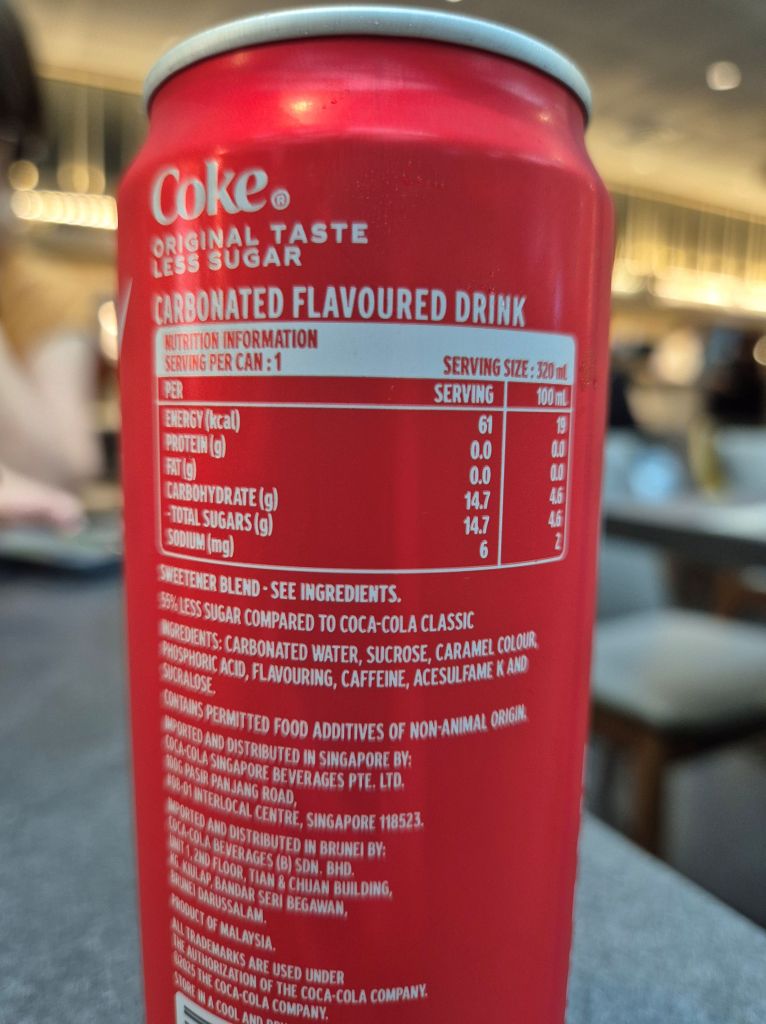 Coke®
ORIGINAL TASTE
LESS SUGAR
CARBONATED FLAVOURED DRINK
NUTRITION INFORMATION
SERVING PER CAN : 1 SERVING SIZE : 320 mL
PER SERVING 100 mL
ENERGY (kcal) 61 19
PROTEIN (g) 0.0 0.0
FAT (g) 0.0 0.0
CARBOHYDRATE (g) 14.7 4.6
-TOTAL SUGARS (g) 14.7 4.6
SODIUM (mg) 6 2
SWEETENER BLEND - SEE INGREDIENTS.
55% LESS SUGAR COMPARED TO COCA-COLA CLASSIC
INGREDIENTS: CARBONATED WATER, SUCROSE, CARAMEL COLOUR,
PHOSPHORIC ACID, FLAVOURING, CAFFEINE, ACESULFAME K AND
SUCRALOSE.
CONTAINS PERMITTED FOOD ADDITIVES OF NON-ANIMAL ORIGIN.
IMPORTED AND DISTRIBUTED IN SINGAPORE BY:
COCA-COLA SINGAPORE BEVERAGES PTE. LTD.
100G PASIR PANJANG ROAD,
#08-01 INTERLOCAL CENTRE, SINGAPORE 118523.
IMPORTED AND DISTRIBUTED IN BRUNEI BY:
COCA-COLA BEVERAGES (B) SDN. BHD.
UNIT 1, 2ND FLOOR, TIAN & CHUAN BUILDING,
KG. KIULAP, BANDAR SERI BEGAWAN,
BRUNEI DARUSSALAM.
PRODUCT OF MALAYSIA.
ALL TRADEMARKS ARE USED UNDER
THE AUTHORIZATION OF THE COCA-COLA COMPANY.
©2025 THE COCA-COLA COMPANY.
STORE IN A COOL AND